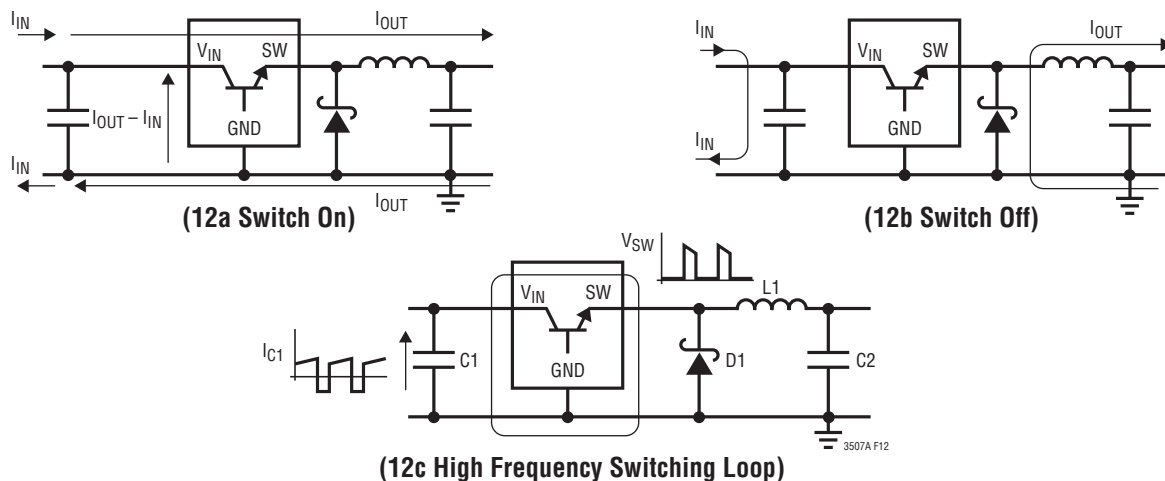 I_IN
I_OUT
V_IN SW
I_OUT – I_IN
GND
I_IN
I_OUT
(12a Switch On)
I_IN
I_OUT
V_IN SW
GND
I_IN
(12b Switch Off)
V_SW
L1
V_IN SW
I_C1
C1
GND
D1
C2
3507A F12
(12c High Frequency Switching Loop)